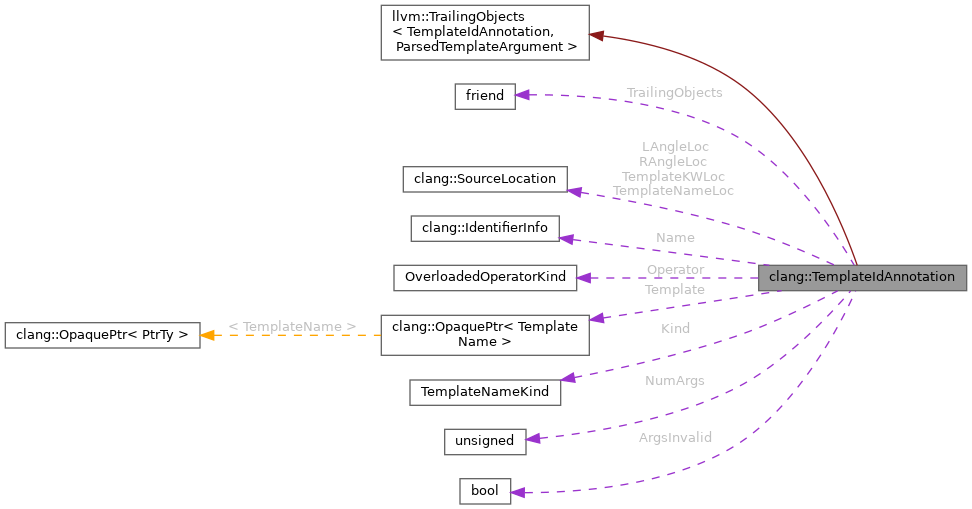 llvm::TrailingObjects
< TemplateIdAnnotation,
ParsedTemplateArgument >
friend
TrailingObjects
LAngleLoc
RAngleLoc
TemplateKWLoc
TemplateNameLoc
clang::SourceLocation
clang::IdentifierInfo
Name
OverloadedOperatorKind
Operator
clang::TemplateIdAnnotation
Template
clang::OpaquePtr< PtrTy >
< TemplateName >
clang::OpaquePtr< Template
Name >
Kind
TemplateNameKind
NumArgs
unsigned
ArgsInvalid
bool